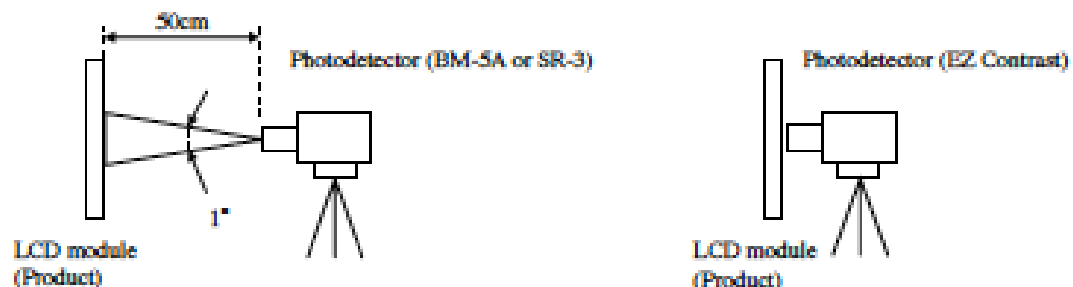 50cm
Photodetector (BM-5A or SR-3)
1°
LCD module
(Product)
Photodetector (EZ Contrast)
LCD module
(Product)